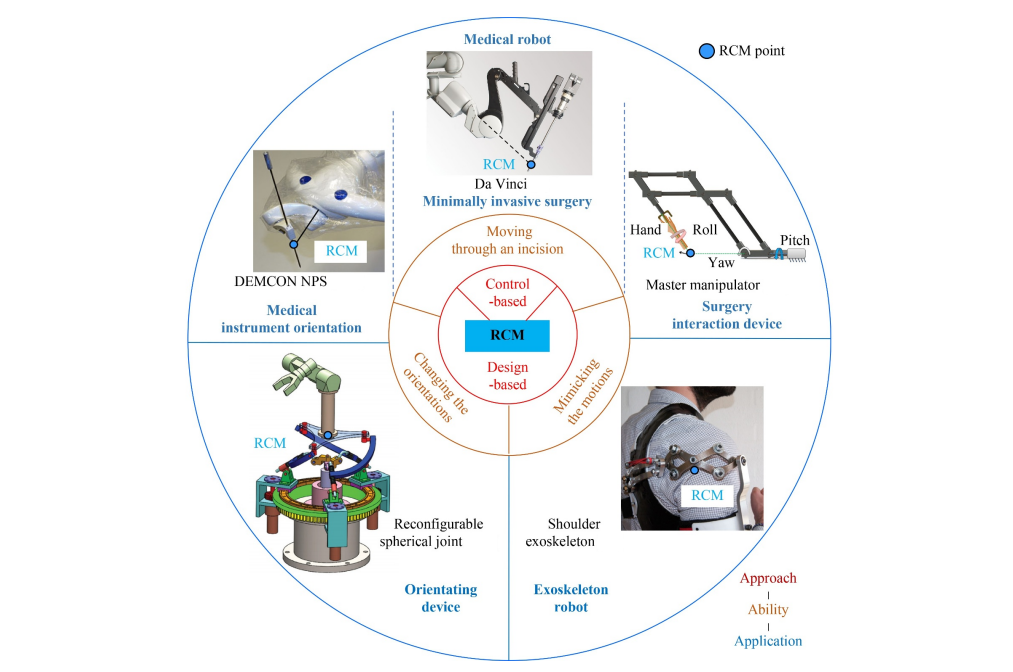 Medical robot
RCM point
RCM
Da Vinci
Minimally invasive surgery
RCM
DEMCON NPS
Medical
instrument orientation
Hand
Roll
RCM
Yaw
Pitch
Master manipulator
Surgery
interaction device
Moving
through an incision
Control
-based
RCM
Design
-based
Changing the
orientations
Mimicking
the motions
RCM
Reconfigurable
spherical joint
Orientating
device
RCM
Shoulder
exoskeleton
Exoskeleton
robot
Approach
Ability
Application